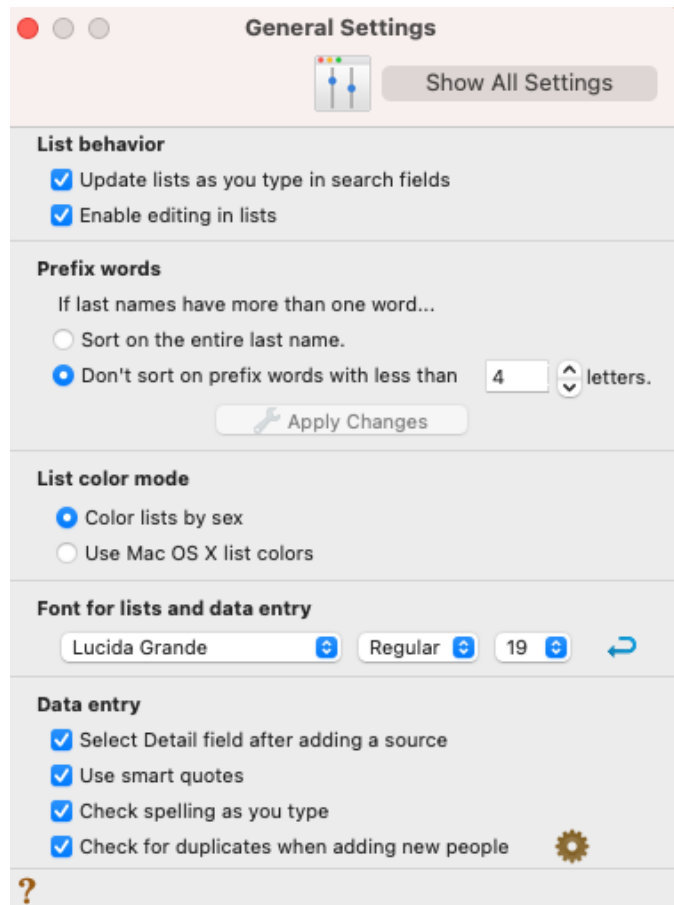 General Settings
Show All Settings
List behavior
Update lists as you type in search fields
Enable editing in lists
Prefix words
If last names have more than one word...
Sort on the entire last name.
Don't sort on prefix words with less than 4 letters.
Apply Changes
List color mode
Color lists by sex
Use Mac OS X list colors
Font for lists and data entry
Lucida Grande Regular 19
Data entry
Select Detail field after adding a source
Use smart quotes
Check spelling as you type
Check for duplicates when adding new people
?